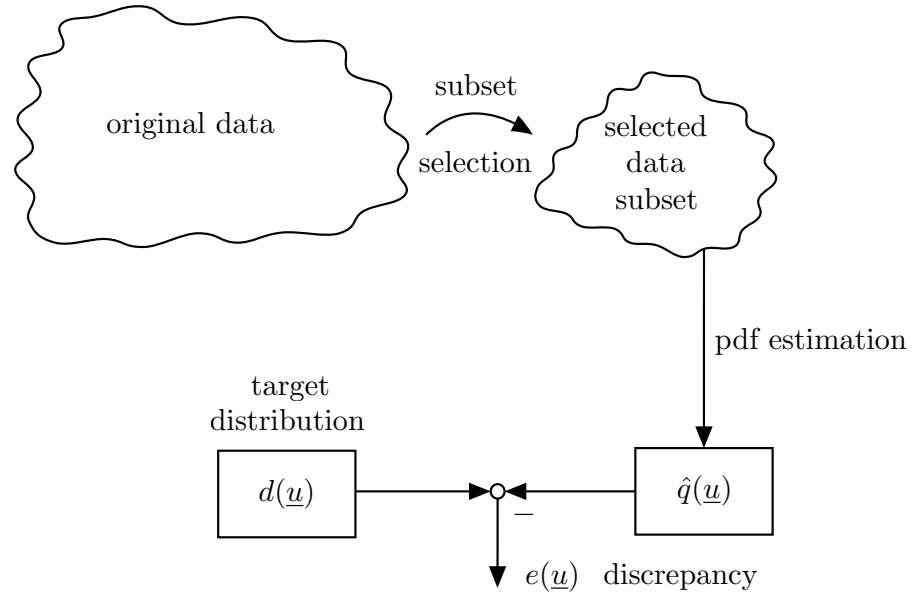 original data
subset
selection
selected
data
subset
pdf estimation
target
distribution
d(u̲)
q̂(u̲)
−
e(u̲) discrepancy